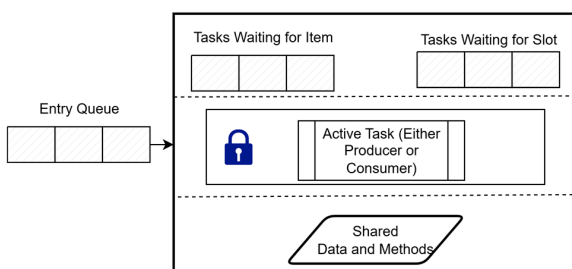 Tasks Waiting for Item
Tasks Waiting for Slot
Entry Queue
Active Task (Either
Producer or
Consumer)
Shared
Data and Methods